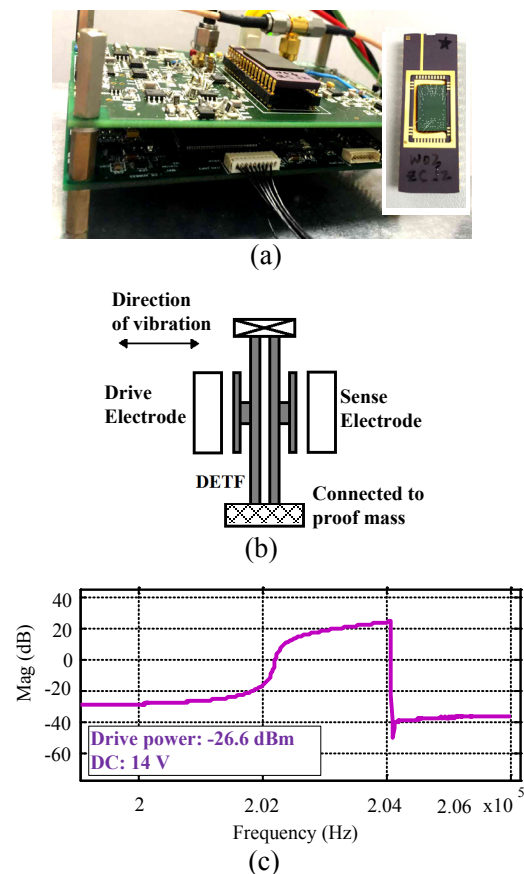 (a)
Direction
of vibration
Drive
Electrode
Sense
Electrode
DETF
Connected to
proof mass
(b)
Mag (dB)
40
20
0
-20
-40
-60
Drive power: -26.6 dBm
DC: 14 V
2
2.02
2.04
2.06
x10^5
Frequency (Hz)
(c)